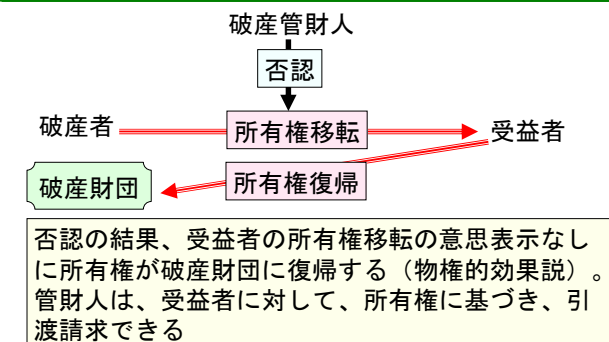 破産管財人
否認
破産者
所有権移転
受益者
破産財団
所有権復帰
否認の結果、受益者の所有権移転の意思表示なし
に所有権が破産財団に復帰する（物権的効果説）。
管財人は、受益者に対して、所有権に基づき、引
渡請求できる